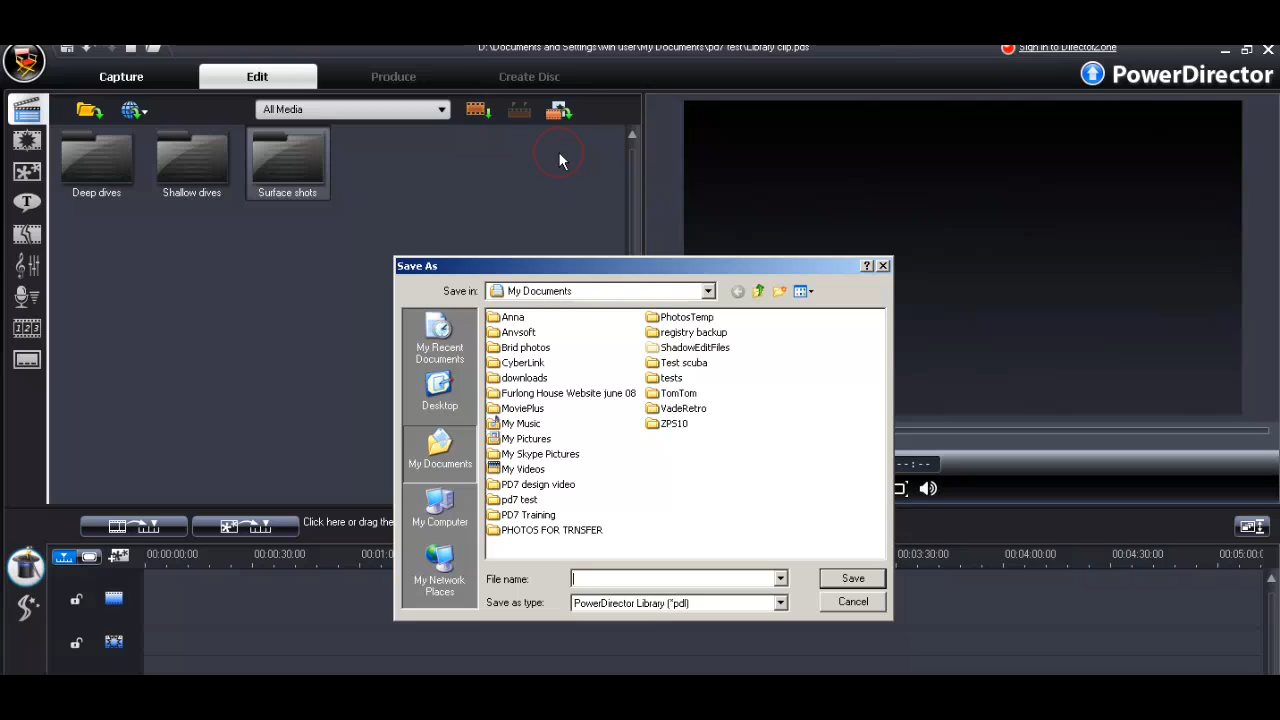 D:\Documents and Settings\win user\My Documents\pd7 test\Library clip.pds
Sign in to DirectorZone
Capture
Edit
Produce
Create Disc
PowerDirector
All Media
Deep dives
Shallow dives
Surface shots
Save As
Save in:
My Documents
My Recent
Documents
Desktop
My Documents
My Computer
My Network
Places
Anna
Anvsoft
Brid photos
CyberLink
downloads
Furlong House Website june 08
MoviePlus
My Music
My Pictures
My Skype Pictures
My Videos
PD7 design video
pd7 test
PD7 Training
PHOTOS FOR TRNSFER
PhotosTemp
registry backup
ShadowEditFiles
Test scuba
tests
TomTom
VadeRetro
ZPS10
File name:
Save
Save as type:
PowerDirector Library (*pdl)
Cancel
Click here or drag the
--:--
00:00:00:00
00:00:30:00
00:01:0
00:03:30:00
00:04:00:00
00:04:30:00
00:05:00: